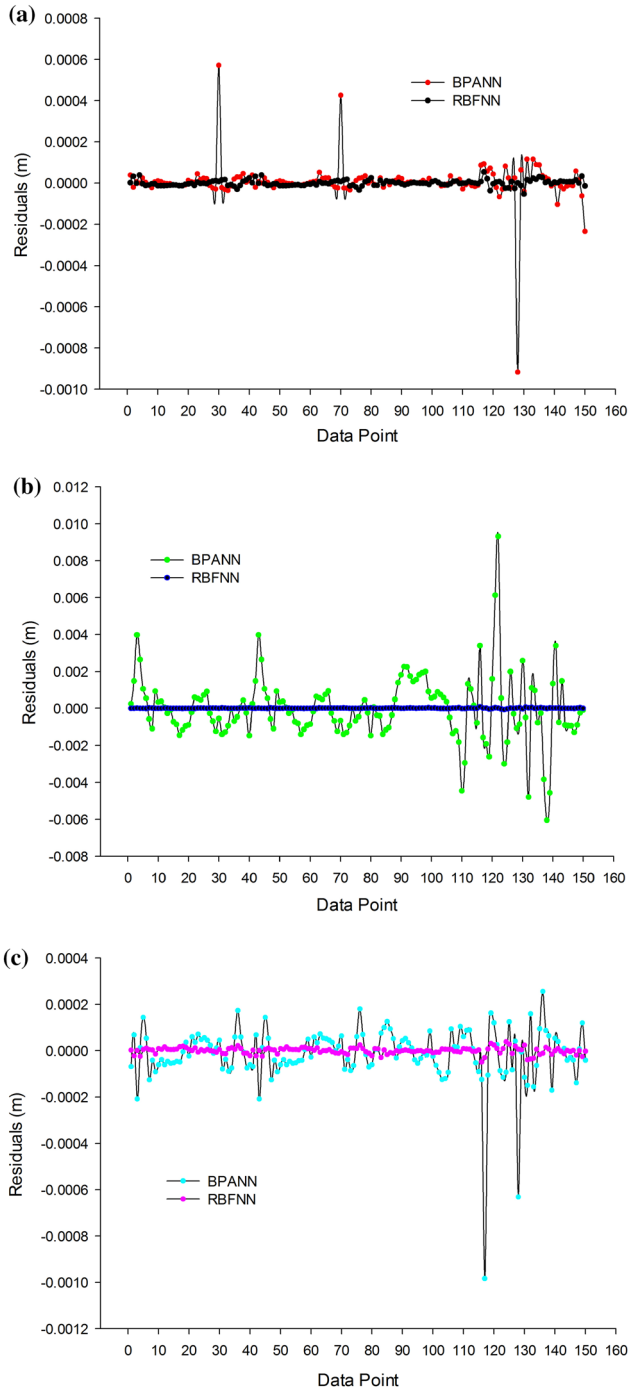 (a)
0.0008
0.0006
0.0004
0.0002
0.0000
-0.0002
-0.0004
-0.0006
-0.0008
-0.0010
Residuals (m)
BPANN
RBFNN
0 10 20 30 40 50 60 70 80 90 100 110 120 130 140 150 160
Data Point
(b)
0.012
0.010
0.008
0.006
0.004
0.002
0.000
-0.002
-0.004
-0.006
-0.008
Residuals (m)
BPANN
RBFNN
0 10 20 30 40 50 60 70 80 90 100 110 120 130 140 150 160
Data Point
(c)
0.0004
0.0002
0.0000
-0.0002
-0.0004
-0.0006
-0.0008
-0.0010
-0.0012
Residuals (m)
BPANN
RBFNN
0 10 20 30 40 50 60 70 80 90 100 110 120 130 140 150 160
Data Point